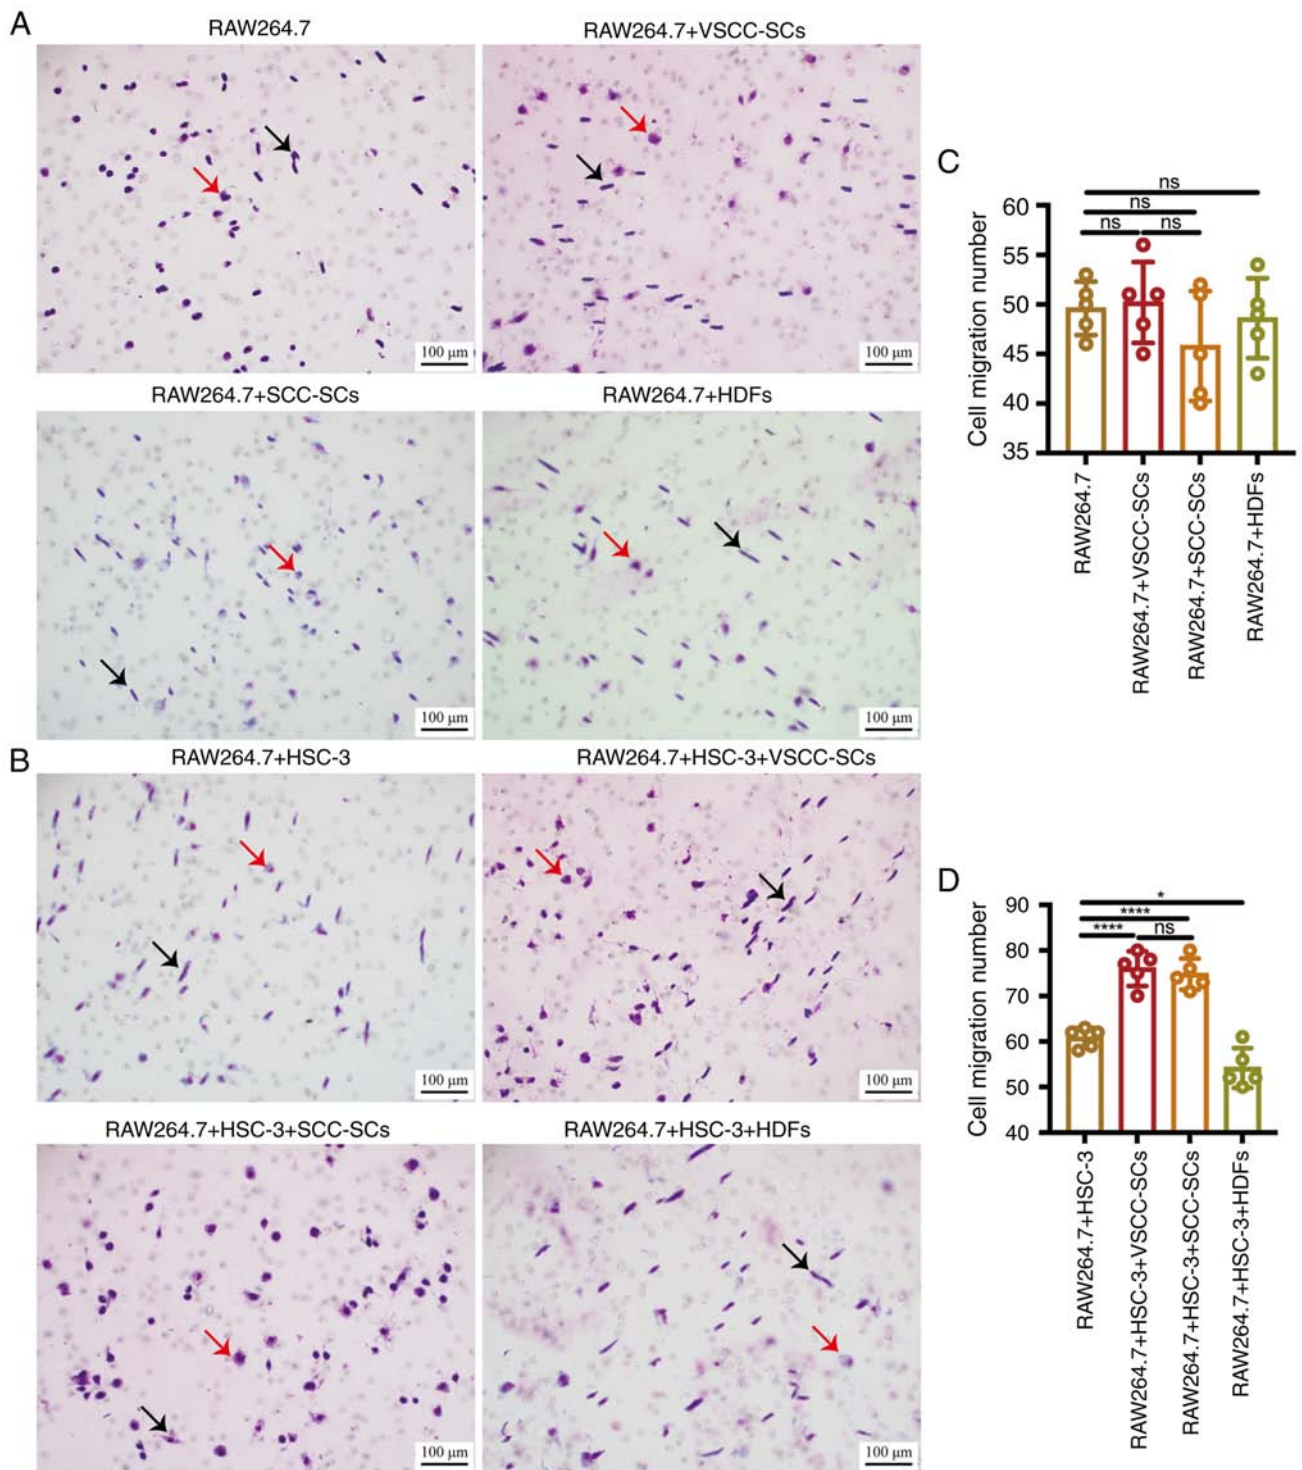 A
RAW264.7
RAW264.7+VSCC-SCs
100 μm
100 μm
RAW264.7+SCC-SCs
RAW264.7+HDFs
100 μm
100 μm
B
RAW264.7+HSC-3
RAW264.7+HSC-3+VSCC-SCs
100 μm
100 μm
RAW264.7+HSC-3+SCC-SCs
RAW264.7+HSC-3+HDFs
100 μm
100 μm
C
ns
ns
ns ns
Cell migration number
60
55
50
45
40
35
RAW264.7
RAW264.7+VSCC-SCs
RAW264.7+SCC-SCs
RAW264.7+HDFs
D
*
****
**** ns
Cell migration number
90
80
70
60
50
40
RAW264.7+HSC-3
RAW264.7+HSC-3+VSCC-SCs
RAW264.7+HSC-3+SCC-SCs
RAW264.7+HSC-3+HDFs